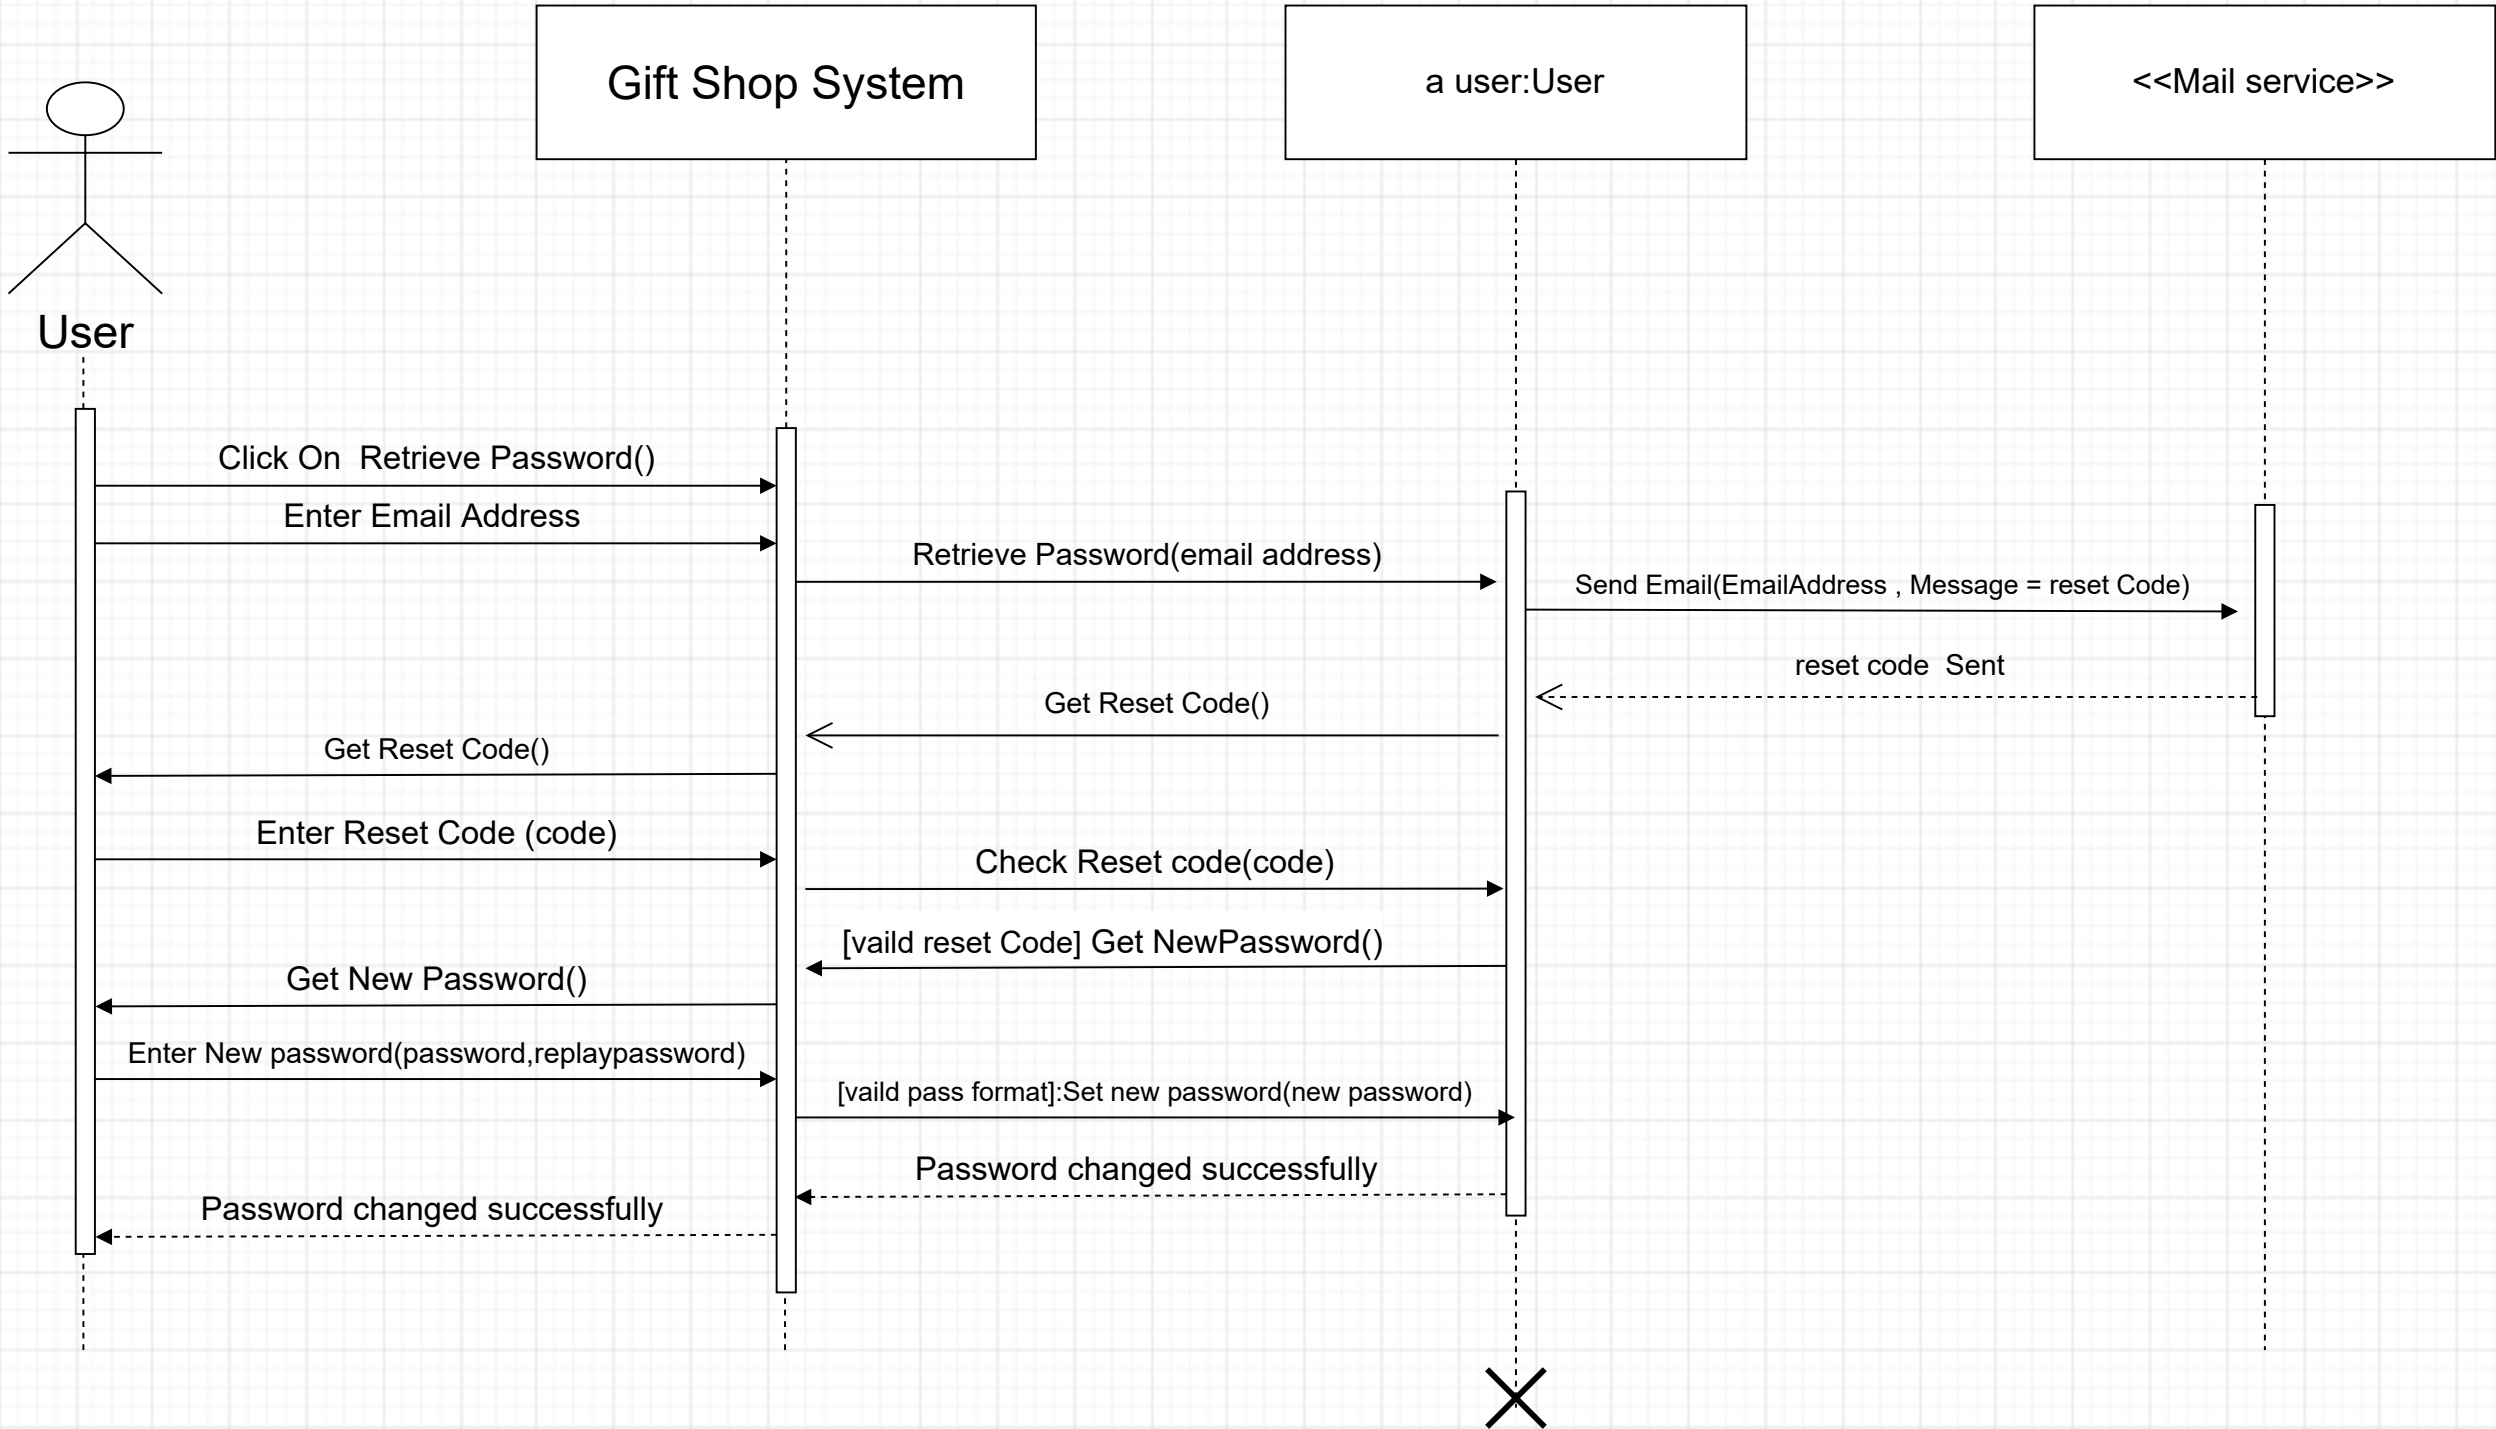 Gift Shop System
a user:User
<<Mail service>>
User
Click On  Retrieve Password()
Enter Email Address
Retrieve Password(email address)
Send Email(EmailAddress , Message = reset Code)
reset code  Sent
Get Reset Code()
Get Reset Code()
Enter Reset Code (code)
Check Reset code(code)
[vaild reset Code] Get NewPassword()
Get New Password()
Enter New password(password,replaypassword)
[vaild pass format]:Set new password(new password)
Password changed successfully
Password changed successfully